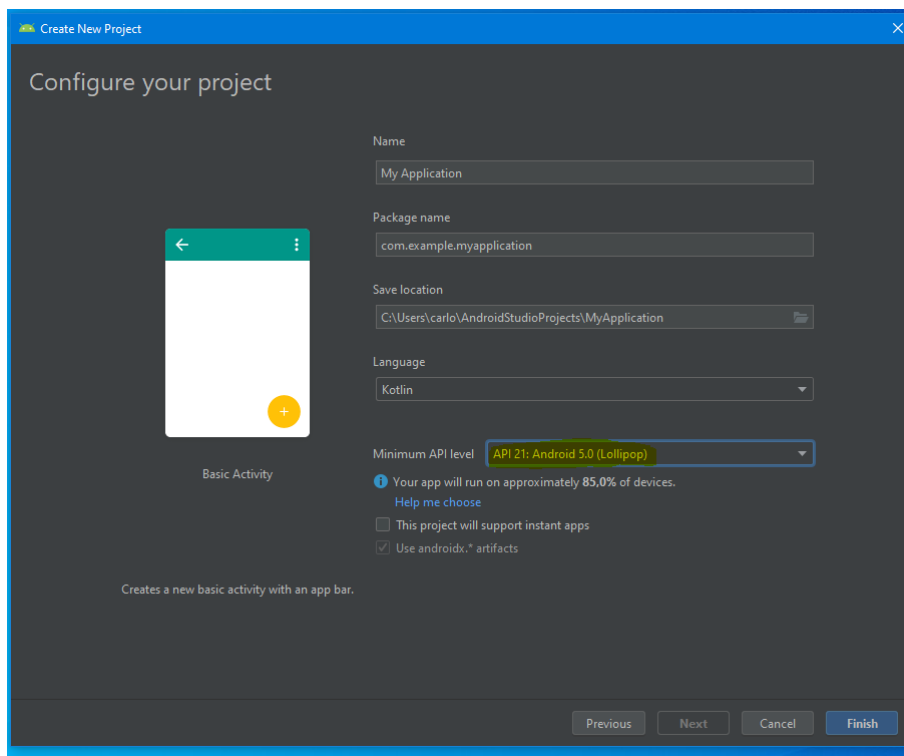 Create New Project
Configure your project
Name
My Application
Package name
com.example.myapplication
Save location
C:\Users\carlo\AndroidStudioProjects\MyApplication
Language
Kotlin
Minimum API level API 21: Android 5.0 (Lollipop)
Your app will run on approximately 85,0% of devices.
Help me choose
This project will support instant apps
Use androidx.* artifacts
Basic Activity
Creates a new basic activity with an app bar.
Previous Next Cancel Finish